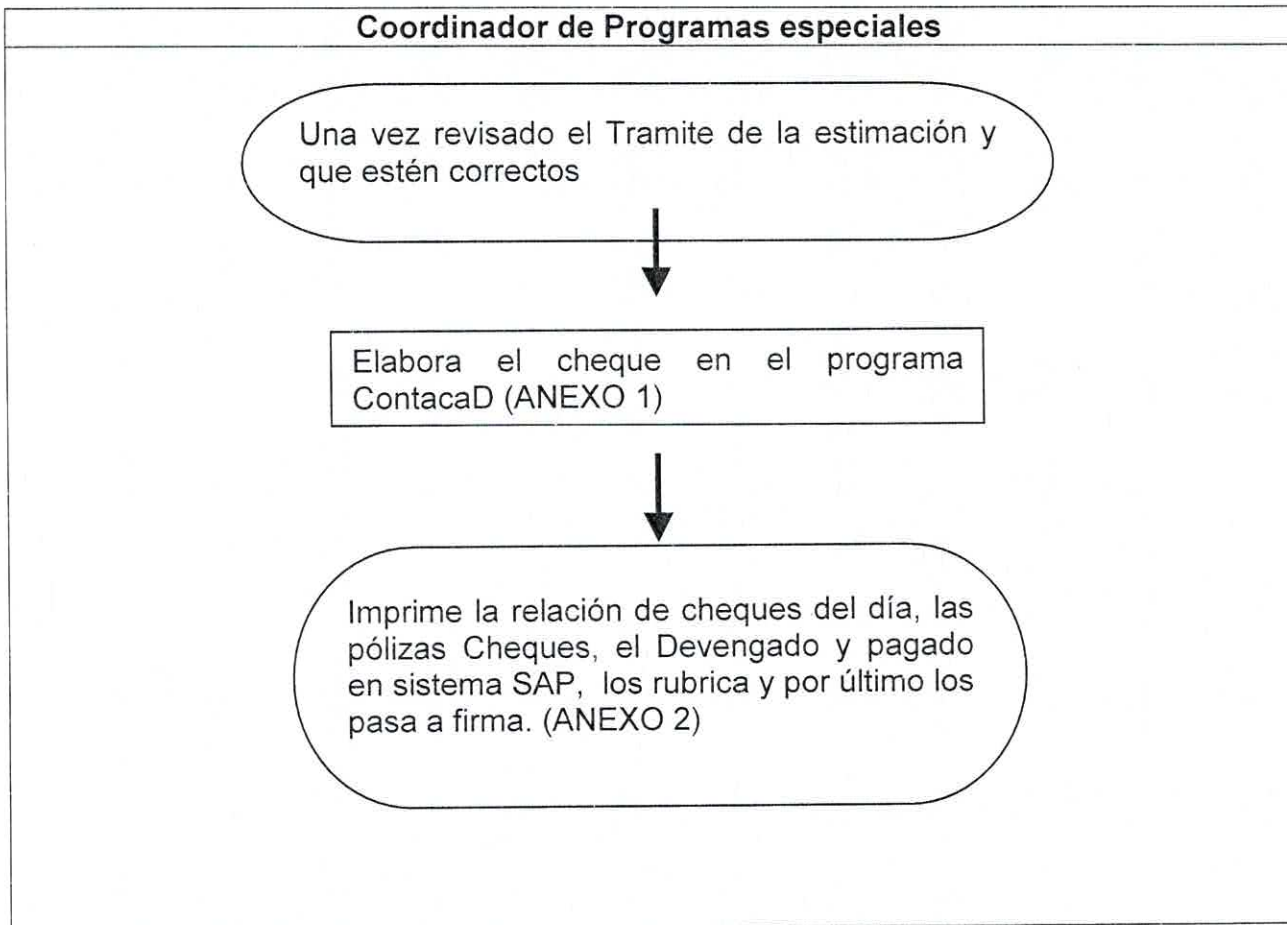 Coordinador de Programas especiales
Una vez revisado el Tramite de la estimación y
que estén correctos
Elabora el cheque en el programa
ContacaD (ANEXO 1)
Imprime la relación de cheques del día, las
pólizas Cheques, el Devengado y pagado
en sistema SAP, los rubrica y por último los
pasa a firma. (ANEXO 2)